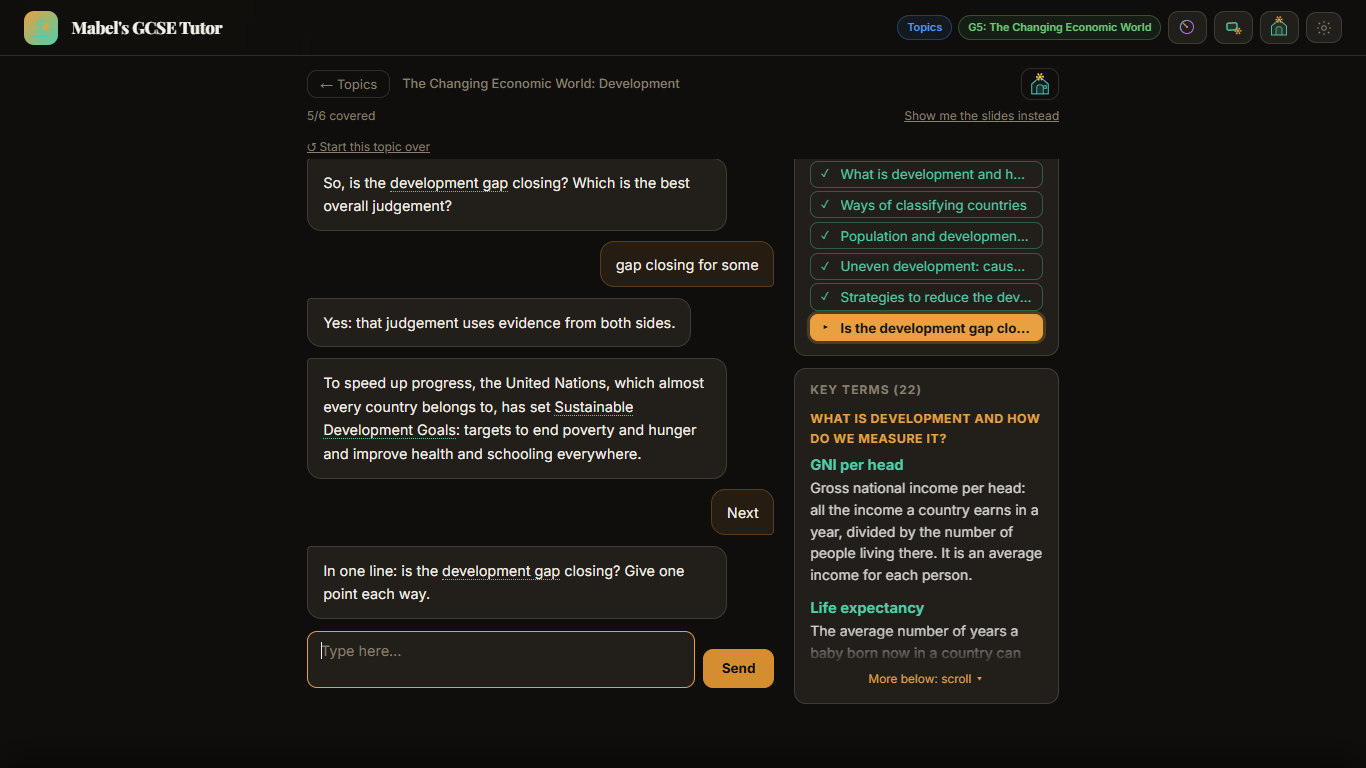 Mabel's GCSE Tutor
Topics
G5: The Changing Economic World
← Topics
The Changing Economic World: Development
5/6 covered
Show me the slides instead
↺ Start this topic over
So, is the development gap closing? Which is the best
overall judgement?
gap closing for some
Yes: that judgement uses evidence from both sides.
To speed up progress, the United Nations, which almost
every country belongs to, has set Sustainable
Development Goals: targets to end poverty and hunger
and improve health and schooling everywhere.
Next
In one line: is the development gap closing? Give one
point each way.
Type here...
Send
✓ What is development and h...
✓ Ways of classifying countries
✓ Population and developmen...
✓ Uneven development: caus...
✓ Strategies to reduce the dev...
▸ Is the development gap clo...
KEY TERMS (22)
WHAT IS DEVELOPMENT AND HOW
DO WE MEASURE IT?
GNI per head
Gross national income per head:
all the income a country earns in a
year, divided by the number of
people living there. It is an average
income for each person.
Life expectancy
The average number of years a
baby born now in a country can
More below: scroll ▾